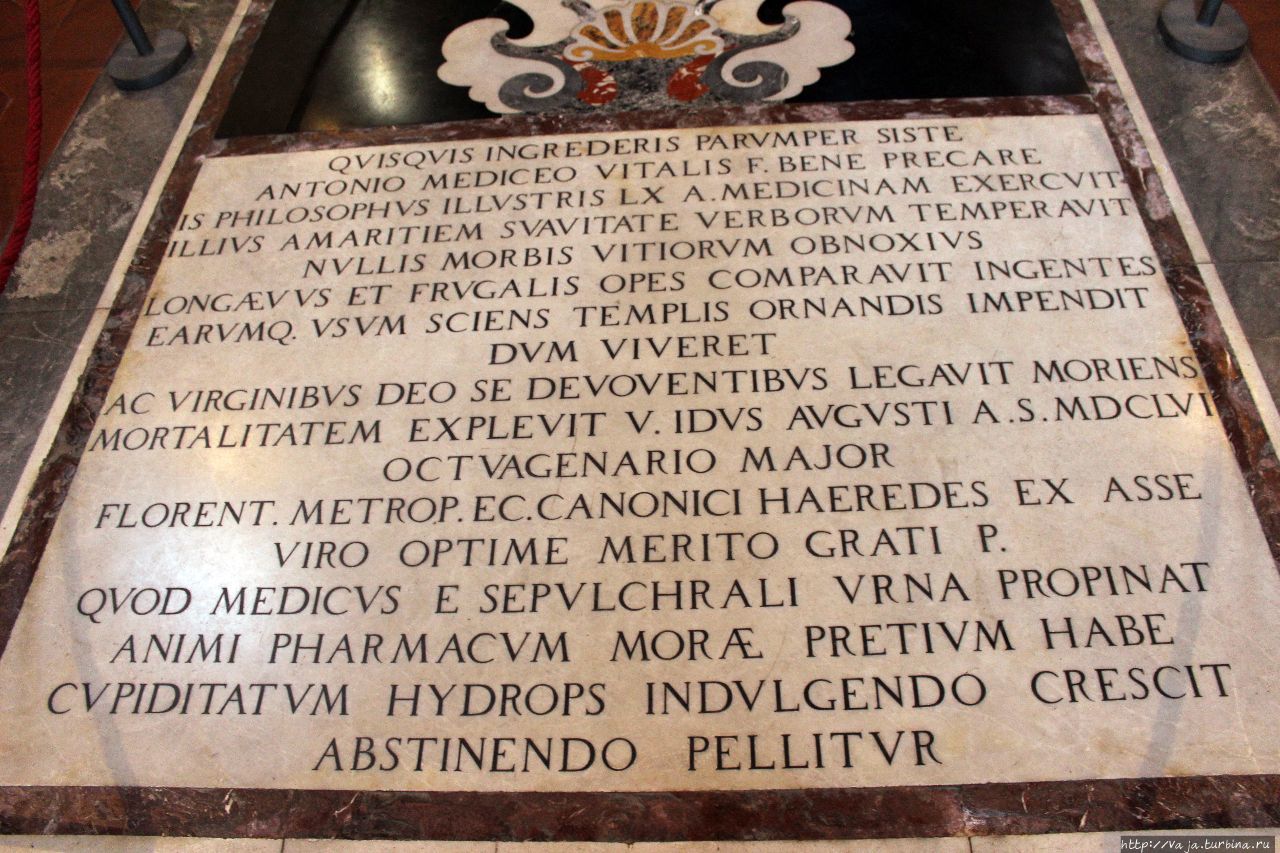 QVISQVIS INGREDERIS PARVMPER SISTE
ANTONIO MEDICEO VITALIS F. BENE PRECARE
IS PHILOSOPHVS ILLVSTRIS LX A. MEDICINAM EXERCVIT
ILLIVS AMARITIEM SVAVITATE VERBORVM TEMPERAVIT
NVLLIS MORBIS VITIORVM OBNOXIVS
LONGÆVVS ET FRVGALIS OPES COMPARAVIT INGENTES
EARVMQ. VSVM SCIENS TEMPLIS ORNANDIS IMPENDIT
DVM VIVERET
AC VIRGINIBVS DEO SE DEVOVENTIBVS LEGAVIT MORIENS
MORTALITATEM EXPLEVIT V. IDVS AVGVSTI A.S. MDCLVI
OCTVAGENARIO MAJOR
FLORENT. METROP. EC. CANONICI HAEREDES EX ASSE
VIRO OPTIME MERITO GRATI P.
QVOD MEDICVS E SEPVLCHRALI VRNA PROPINAT
ANIMI PHARMACVM MORÆ PRETIVM HABE
CVPIDITATVM HYDROPS INDVLGENDO CRESCIT
ABSTINENDO PELLITVR
http://vaja.turbina.ru